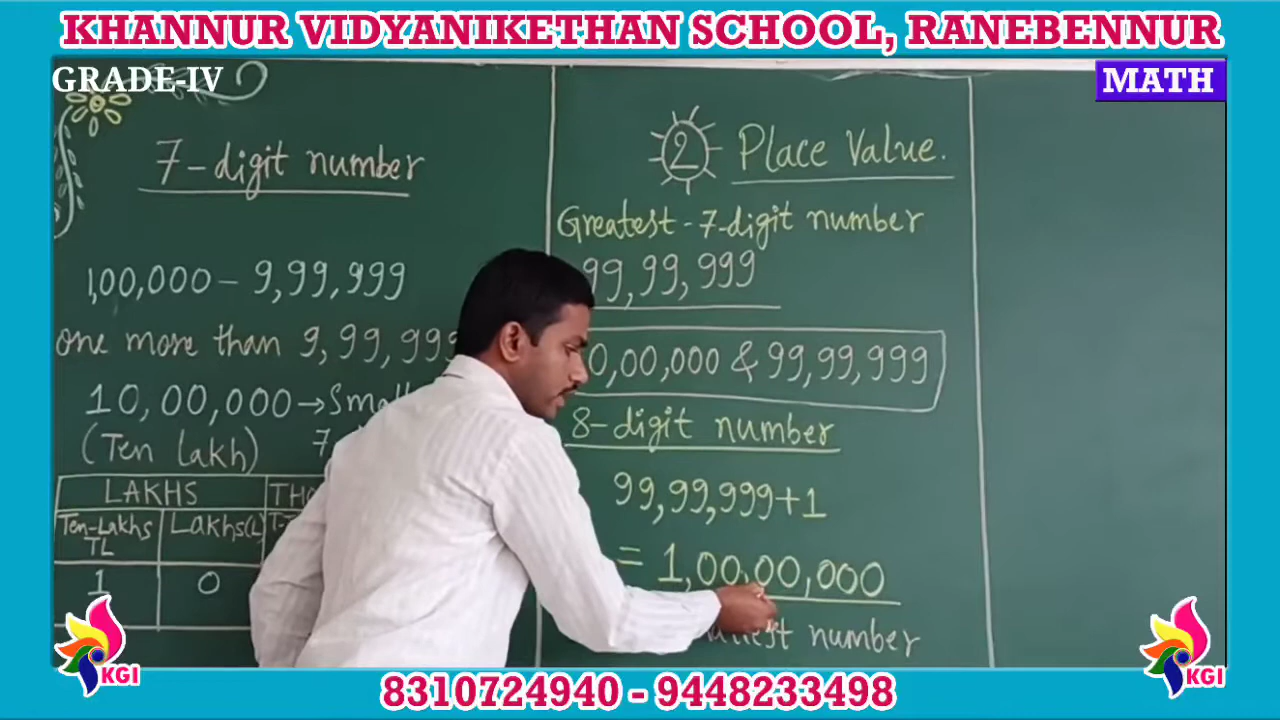 KHANNUR VIDYANIKETHAN SCHOOL, RANEBENNUR
GRADE-IV
MATH
7-digit number
1,00,000 - 9,99,999
one more than 9,99,999
10,00,000 → Small
(Ten lakh) 7
LAKHS
Ten-Lakhs TL
Lakhs(L)
1
0
2 Place Value.
Greatest - 7-digit number
99,99,999
0,00,000 & 99,99,999
8-digit number
99,99,999+1
= 1,00,00,000
number
KGI
KGI
8310724940 - 9448233498